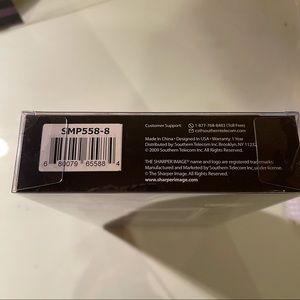 SMP558-8
6 80079 65588 4
Customer Support: 1-877-768-8483 (Toll Free)
cs@southerntelecom.com
Made in China • Designed in USA • Warranty: 1 Year
Distributed by Southern Telecom Inc. Brooklyn, NY 11232
© 2009 Southern Telecom Inc. All Rights Reserved.
THE SHARPER IMAGE® name and logo are registered trademarks.
Manufactured and Marketed by Southern Telecom Inc. under license.
© The Sharper Image. All Rights Reserved.
www.sharperimage.com